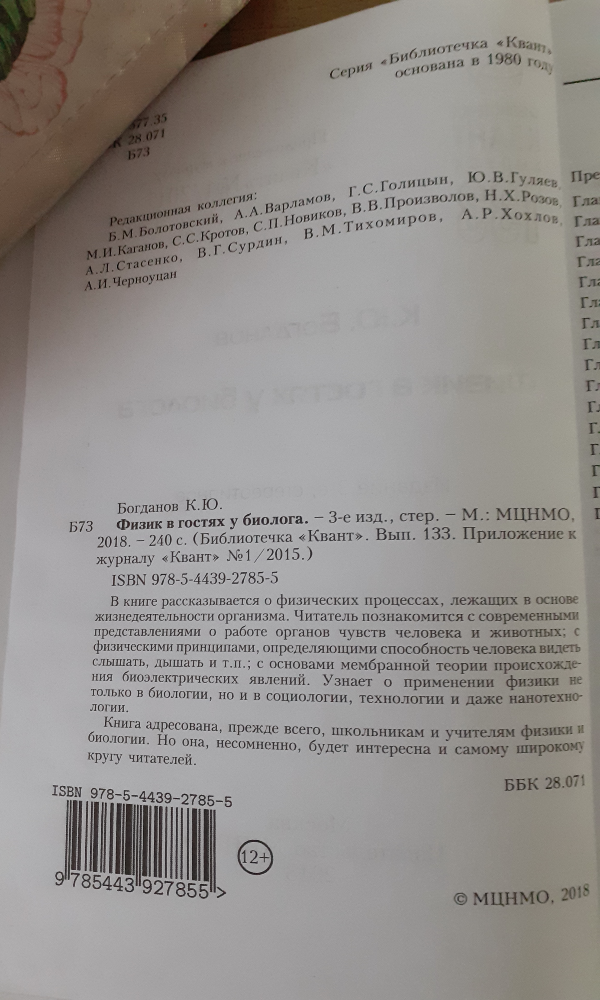 Серия «Библиотечка «Квант»
основана в 1980 году
577.35
К 28.071
Б73
Редакционная коллегия:
Б.М.Болотовский, А.А.Варламов, Г.С.Голицын, Ю.В.Гуляев,
М.И.Каганов, С.С.Кротов, С.П.Новиков, В.В.Произволов, Н.Х.Розов,
А.Л.Стасенко, В.Г.Сурдин, В.М.Тихомиров, А.Р.Хохлов,
А.И.Черноуцан
Богданов К.Ю.
Б73 Физик в гостях у биолога. – 3-е изд., стер. – М.: МЦНМО,
2018. – 240 с. (Библиотечка «Квант». Вып. 133. Приложение к
журналу «Квант» №1/2015.)
ISBN 978-5-4439-2785-5
В книге рассказывается о физических процессах, лежащих в основе
жизнедеятельности организма. Читатель познакомится с современными
представлениями о работе органов чувств человека и животных; с
физическими принципами, определяющими способность человека видеть
слышать, дышать и т.п.; с основами мембранной теории происхожде-
ния биоэлектрических явлений. Узнает о применении физики не
только в биологии, но и в социологии, технологии и даже нанотехно-
логии.
Книга адресована, прежде всего, школьникам и учителям физики и
биологии. Но она, несомненно, будет интересна и самому широкому
кругу читателей.
ББК 28.071
ISBN 978-5-4439-2785-5
9 785443 927855 >
12+
© МЦНМО, 2018
Пре
Гла
Гла
Гла
Гла
Гла
Гла
Гл
Гл
Гл
Гл
Гл
Г
Г
Г
Г